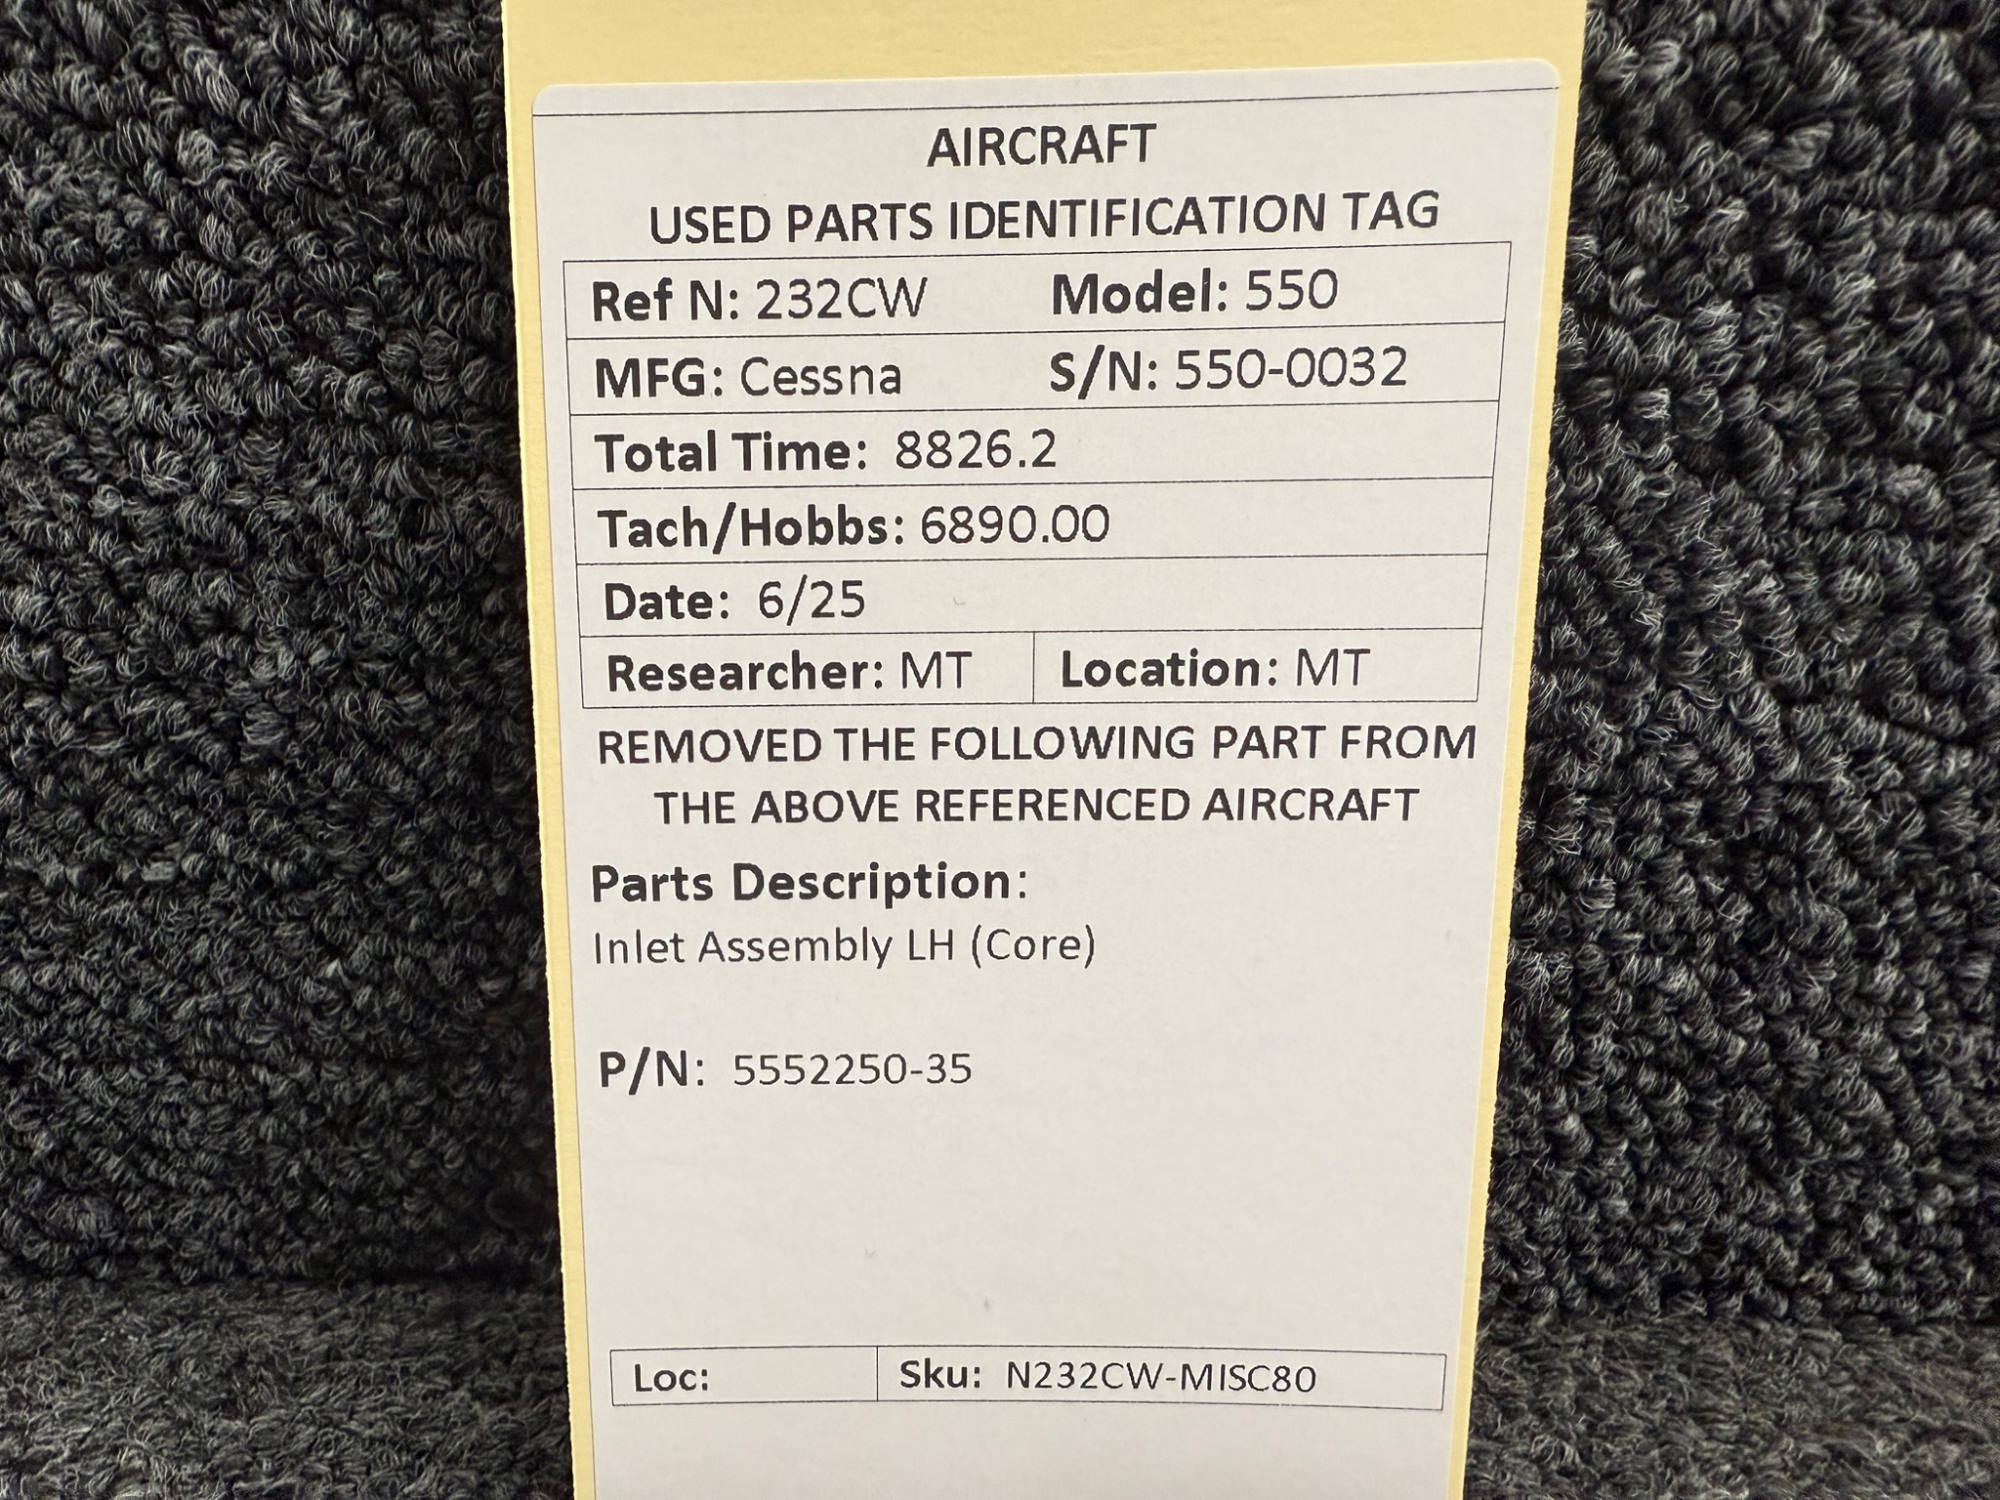 AIRCRAFT
USED PARTS IDENTIFICATION TAG
Ref N: 232CW Model: 550
MFG: Cessna S/N: 550-0032
Total Time: 8826.2
Tach/Hobbs: 6890.00
Date: 6/25
Researcher: MT Location: MT
REMOVED THE FOLLOWING PART FROM
THE ABOVE REFERENCED AIRCRAFT
Parts Description:
Inlet Assembly LH (Core)
P/N: 5552250-35
Loc: Sku: N232CW-MISC80